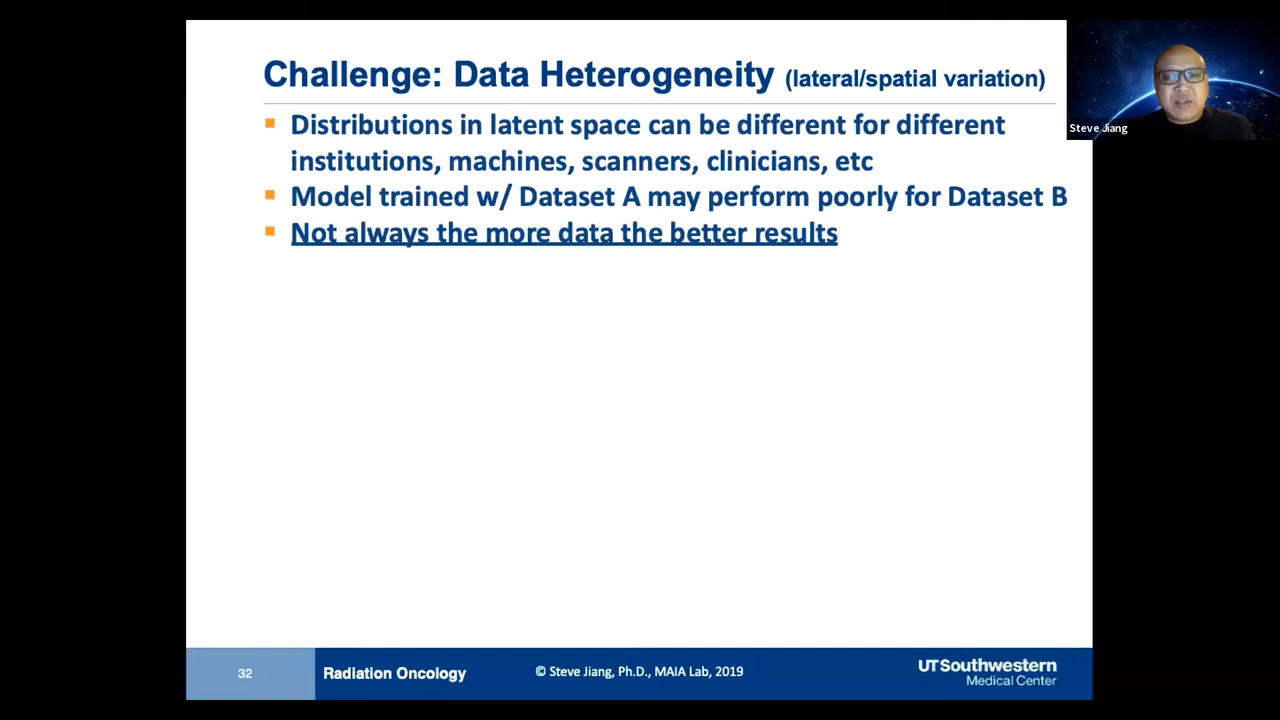 Challenge: Data Heterogeneity (lateral/spatial variation)
Distributions in latent space can be different for different
institutions, machines, scanners, clinicians, etc
Model trained w/ Dataset A may perform poorly for Dataset B
Not always the more data the better results
Steve Jiang
32
Radiation Oncology
© Steve Jiang, Ph.D., MAIA Lab, 2019
UTSouthwestern
Medical Center